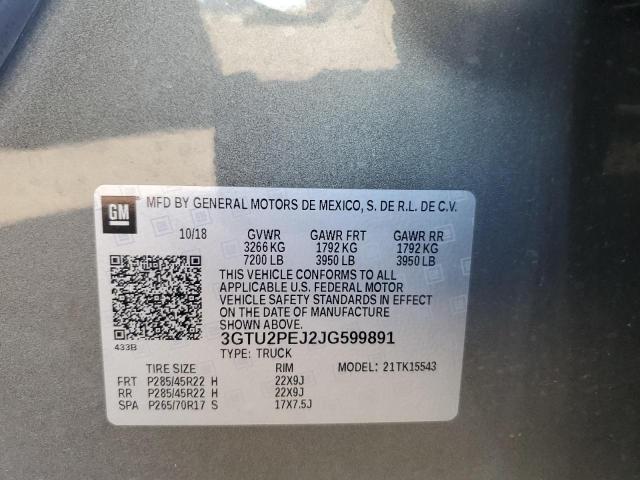 GM
MFD BY GENERAL MOTORS DE MEXICO, S. DE R.L. DE C.V.
10/18 GVWR GAWR FRT GAWR RR
3266 KG 1792 KG 1792 KG
7200 LB 3950 LB 3950 LB
THIS VEHICLE CONFORMS TO ALL
APPLICABLE U.S. FEDERAL MOTOR
VEHICLE SAFETY STANDARDS IN EFFECT
ON THE DATE OF MANUFACTURE
SHOWN ABOVE.
433B 3GTU2PEJ2JG599891
TYPE: TRUCK
TIRE SIZE RIM MODEL: 21TK15543
FRT P285/45R22 H 22X9J
RR P285/45R22 H 22X9J
SPA P265/70R17 S 17X7.5J